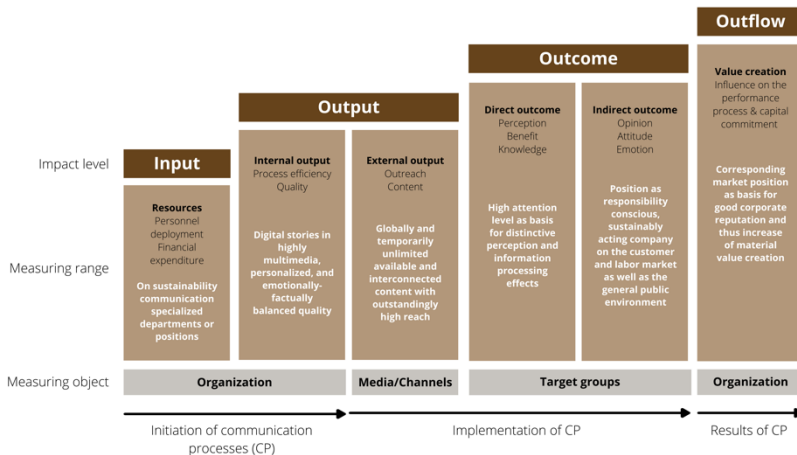 Outflow
Value creation
Influence on the
performance
process & capital
commitment
Corresponding
market position
as basis for
good corporate
reputation and
thus increase
of material
value creation
Outcome
Direct outcome
Perception
Benefit
Knowledge
High attention
level as basis
for distinctive
perception and
information
processing
effects
Indirect outcome
Opinion
Attitude
Emotion
Position as
responsibility
conscious,
sustainably
acting company
on the customer
and labor market
as well as the
general public
environment
Output
Internal output
Process efficiency
Quality
Digital stories in
highly
multimedia,
personalized, and
emotionally-
factually
balanced quality
External output
Outreach
Content
Globally and
temporarily
unlimited
available and
interconnected
content with
outstandingly
high reach
Impact level
Input
Resources
Personnel
deployment
Financial
expenditure
On sustainability
communication
specialized
departments or
positions
Measuring range
Measuring object
Organization
Media/Channels
Target groups
Organization
Initiation of communication
processes (CP)
Implementation of CP
Results of CP